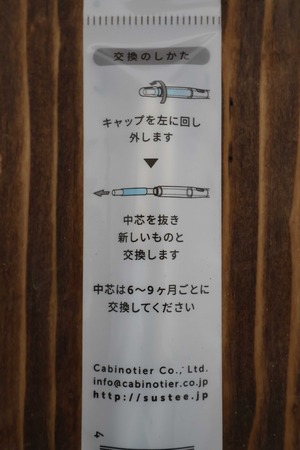 交換のしかた
キャップを左に回し
外します
中芯を抜き
新しいものと
交換します
中芯は6〜9ヶ月ごとに
交換してください
Cabinotier Co., Ltd.
info@cabinotier.co.jp
http://sustee.jp